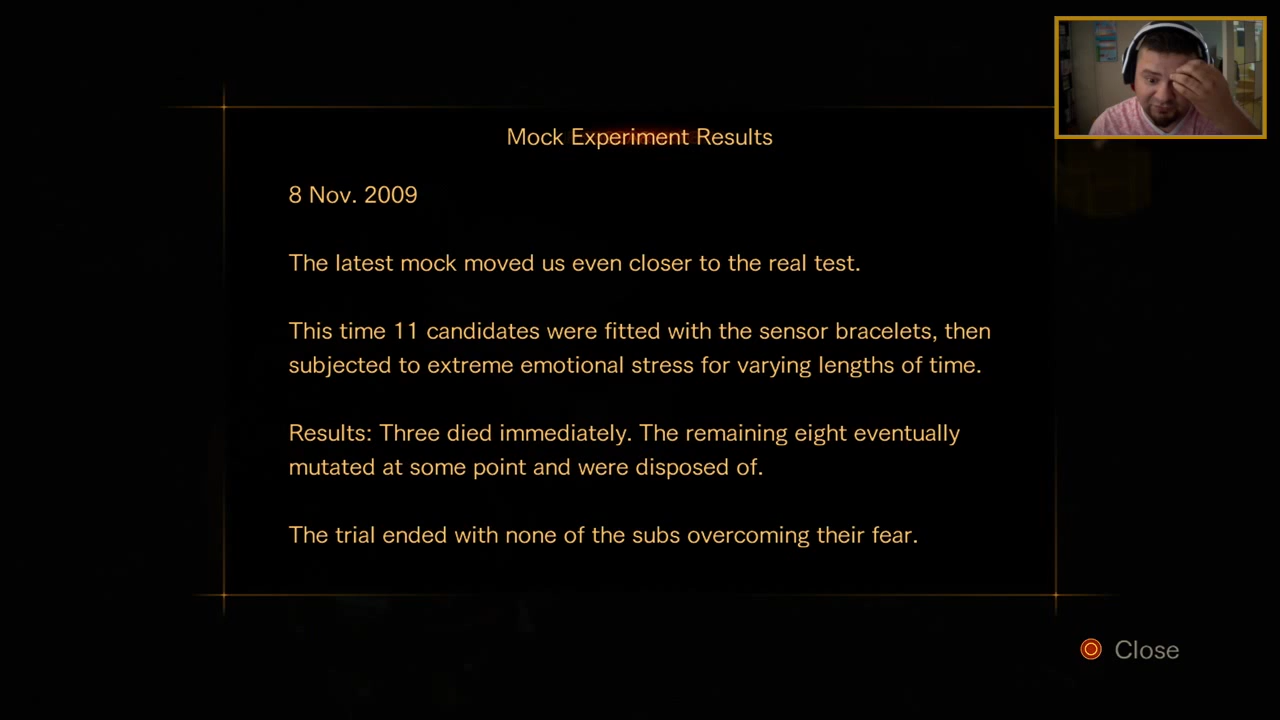 Mock Experiment Results
8 Nov. 2009
The latest mock moved us even closer to the real test.
This time 11 candidates were fitted with the sensor bracelets, then
subjected to extreme emotional stress for varying lengths of time.
Results: Three died immediately. The remaining eight eventually
mutated at some point and were disposed of.
The trial ended with none of the subs overcoming their fear.
Close